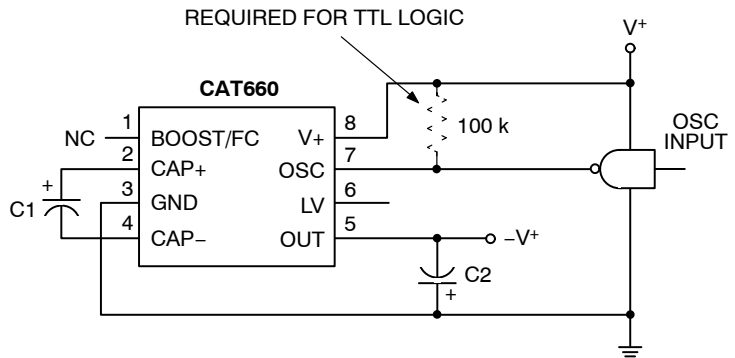 REQUIRED FOR TTL LOGIC
V+
CAT660
1
NC
BOOST/FC
V+
8
100 k
OSC
INPUT
2
CAP+
OSC
7
+
C1
3
GND
LV
6
4
CAP−
OUT
5
−V+
C2
+